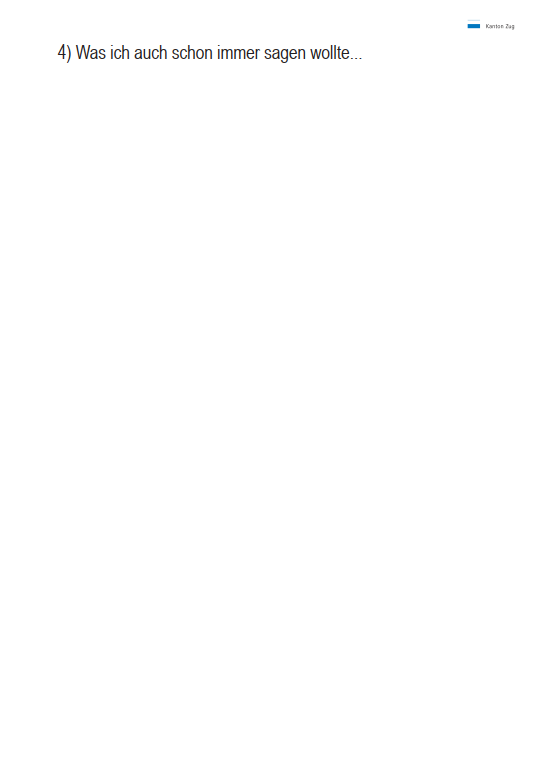 Kanton Zug
4) Was ich auch schon immer sagen wollte...